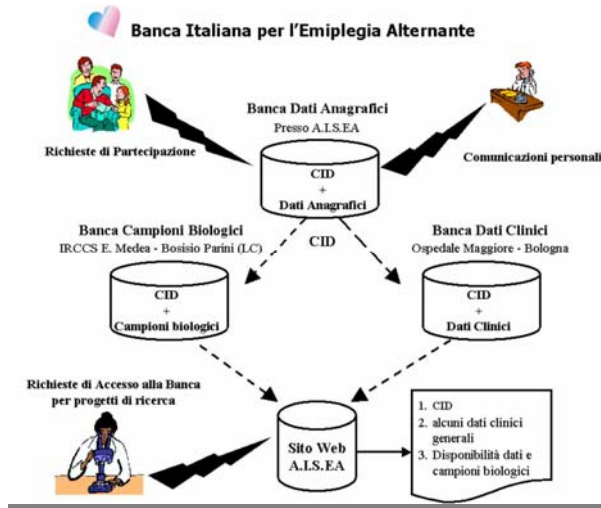 Banca Italiana per l'Emiplegia Alternante
Banca Dati Anagrafici
Presso A.I.S.EA
Richieste di Partecipazione
Comunicazioni personali
CID
+
Dati Anagrafici
Banca Campioni Biologici
IRCCS E. Medea - Bosisio Parini (LC)
CID
Banca Dati Clinici
Ospedale Maggiore - Bologna
CID
+
Campioni biologici
CID
+
Dati Clinici
Richieste di Accesso alla Banca
per progetti di ricerca
Sito Web
A.I.S.EA
1. CID
2. alcuni dati clinici
generali
3. Disponibilità dati e
campioni biologici